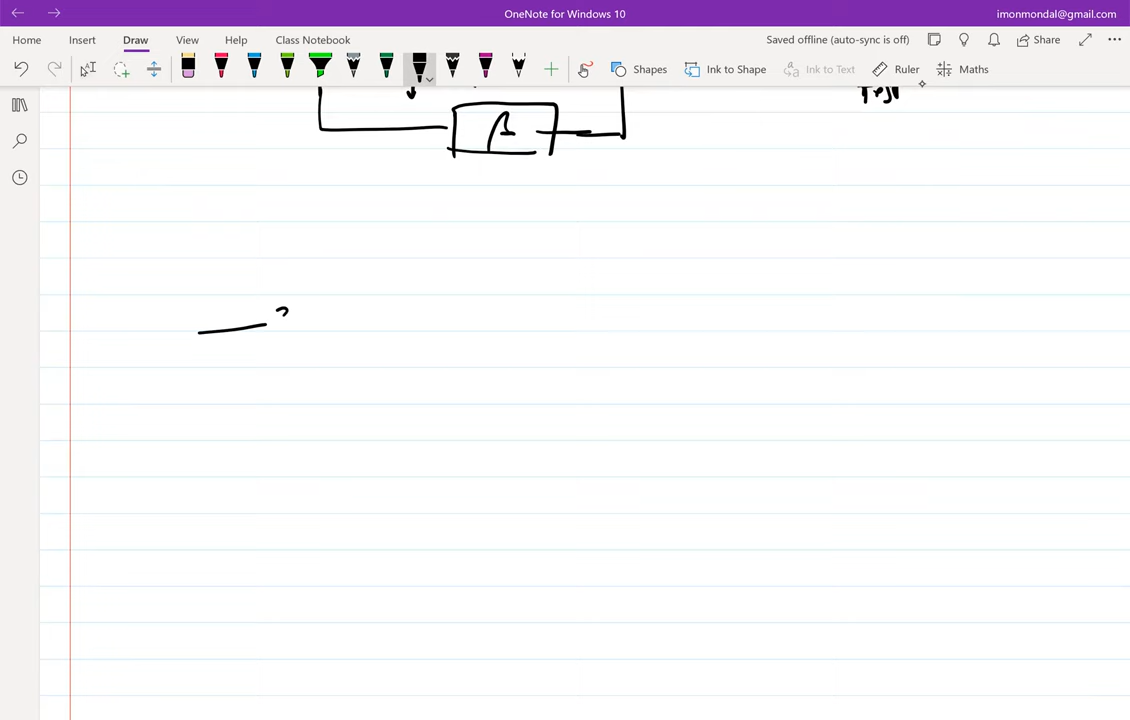 OneNote for Windows 10
imonmondal@gmail.com
Home Insert Draw View Help Class Notebook
Saved offline (auto-sync is off) Share
Shapes Ink to Shape Ink to Text Ruler Maths
β